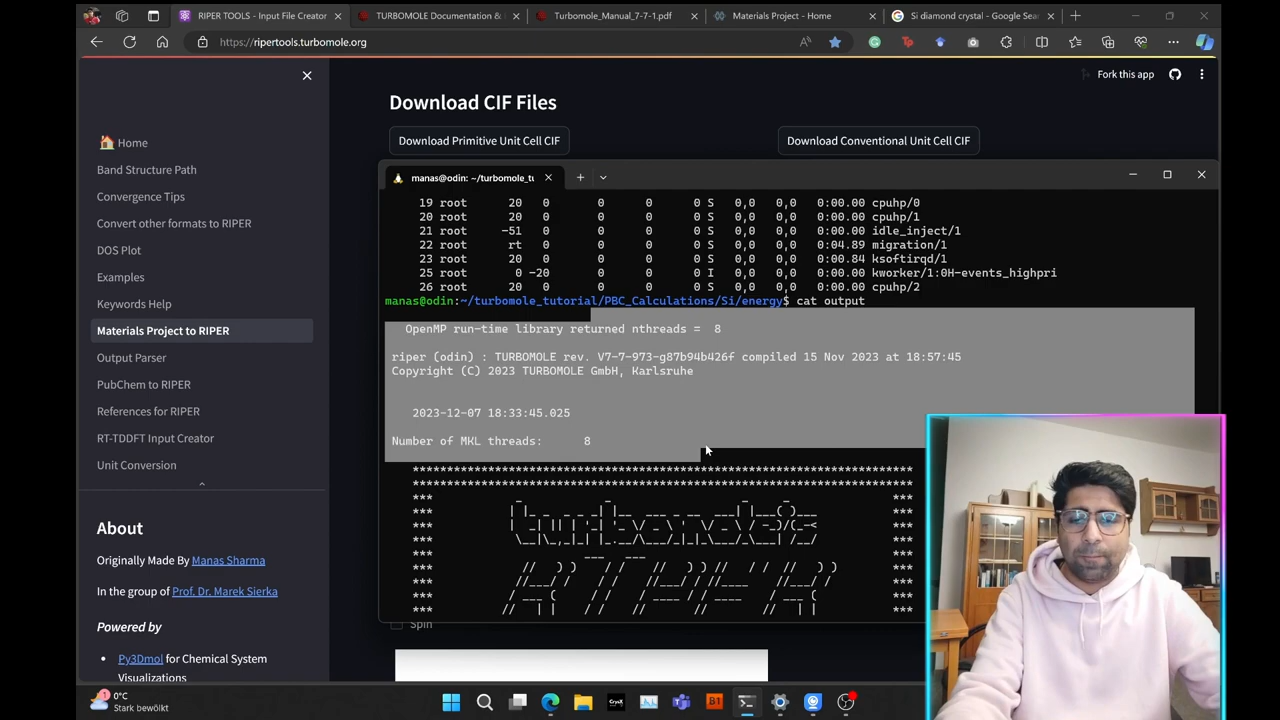 RIPER TOOLS - Input File Creator
TURBOMOLE Documentation &
Turbomole_Manual_7-7-1.pdf
Materials Project - Home
Si diamond crystal - Google Sea
https://ripertools.turbomole.org
Fork this app
Download CIF Files
Home
Download Primitive Unit Cell CIF
Download Conventional Unit Cell CIF
Band Structure Path
Convergence Tips
Convert other formats to RIPER
DOS Plot
Examples
Keywords Help
Materials Project to RIPER
Output Parser
PubChem to RIPER
References for RIPER
RT-TDDFT Input Creator
Unit Conversion
About
Originally Made By Manas Sharma
In the group of Prof. Dr. Marek Sierka
Powered by
• Py3Dmol for Chemical System
Visualizations
manas@odin: ~/turbomole_tu
19 root 20 0 0 0 0 S 0,0 0,0 0:00.00 cpuhp/0
20 root 20 0 0 0 0 S 0,0 0,0 0:00.00 cpuhp/1
21 root -51 0 0 0 0 S 0,0 0,0 0:00.00 idle_inject/1
22 root rt 0 0 0 0 S 0,0 0,0 0:04.89 migration/1
23 root 20 0 0 0 0 S 0,0 0,0 0:00.84 ksoftirqd/1
25 root 0 -20 0 0 0 I 0,0 0,0 0:00.00 kworker/1:0H-events_highpri
26 root 20 0 0 0 0 S 0,0 0,0 0:00.00 cpuhp/2
manas@odin:~/turbomole_tutorial/PBC_Calculations/Si/energy$ cat output
OpenMP run-time library returned nthreads = 8
riper (odin) : TURBOMOLE rev. V7-7-973-g87b94b426f compiled 15 Nov 2023 at 18:57:45
Copyright (C) 2023 TURBOMOLE GmbH, Karlsruhe
2023-12-07 18:33:45.025
Number of MKL threads: 8
Spin
0°C
Stark bewölkt